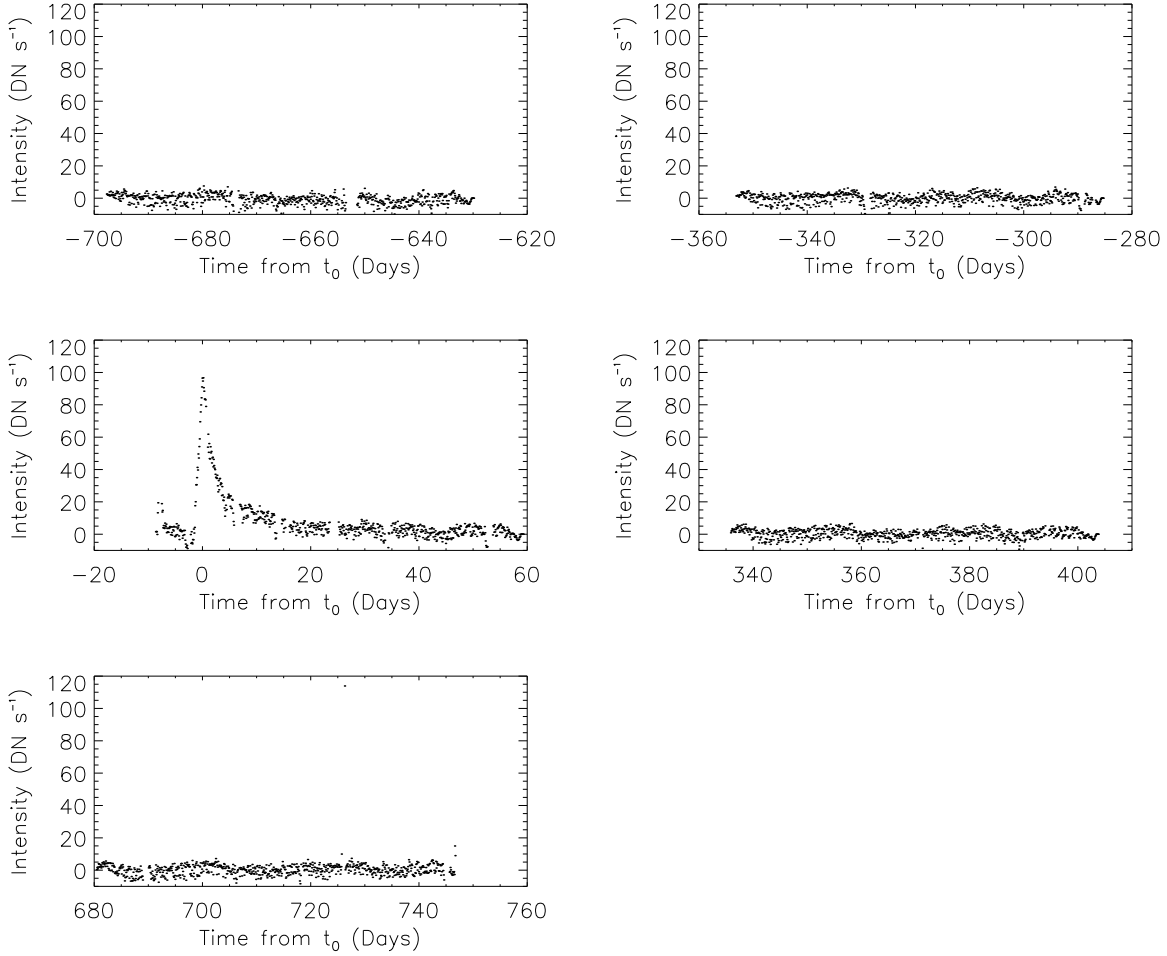 120
100
80
60
40
20
0
Intensity (DN s⁻¹)
−700 −680 −660 −640 −620
Time from t₀ (Days)
120
100
80
60
40
20
0
Intensity (DN s⁻¹)
−360 −340 −320 −300 −280
Time from t₀ (Days)
120
100
80
60
40
20
0
Intensity (DN s⁻¹)
−20 0 20 40 60
Time from t₀ (Days)
120
100
80
60
40
20
0
Intensity (DN s⁻¹)
340 360 380 400
Time from t₀ (Days)
120
100
80
60
40
20
0
Intensity (DN s⁻¹)
680 700 720 740 760
Time from t₀ (Days)